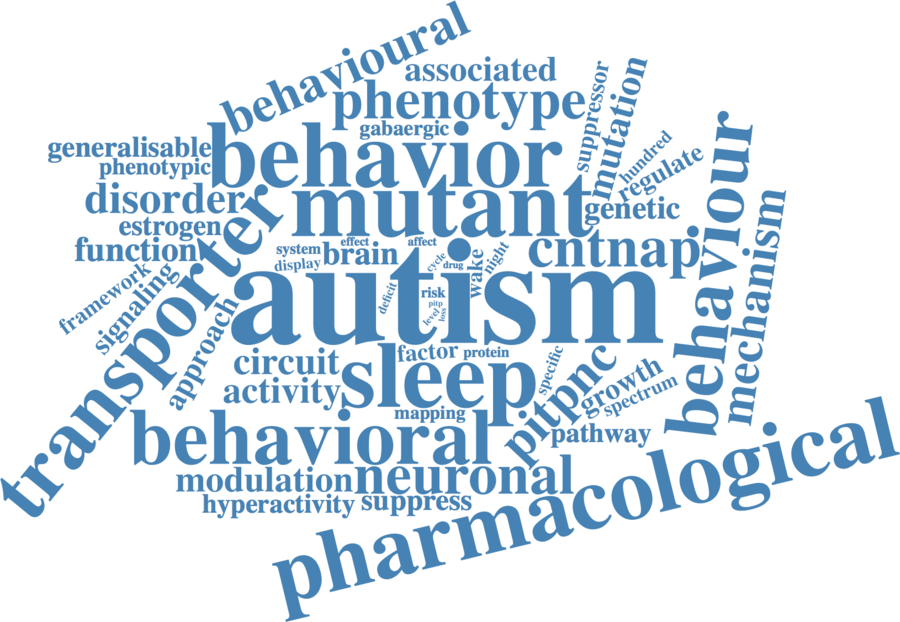 behavioural
associated
phenotype
gabaergic
suppressor
mutation
hundred
regulate
generalisable
phenotypic
behavior
disorder
mutant
genetic
estrogen
function
system
effect
affect
display
brain
cycle
drug
wake
night
cntnap
behaviour
mechanism
framework
signaling
transporter
approach
autism
deficit
risk
pitp
level
loss
circuit
factor
protein
activity
sleep
specific
pitpnc
growth
spectrum
mapping
behavioral
pathway
modulation
neuronal
hyperactivity
suppress
pharmacological